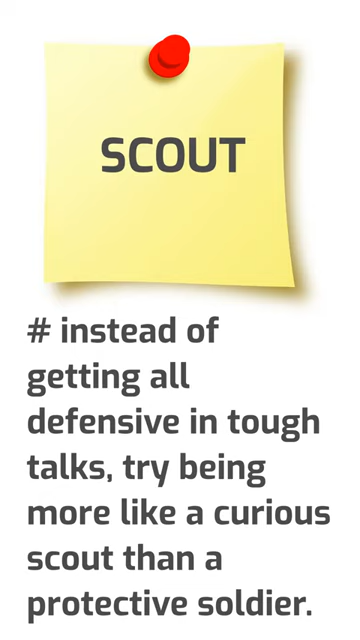 SCOUT
# instead of
getting all
defensive in tough
talks, try being
more like a curious
scout than a
protective soldier.